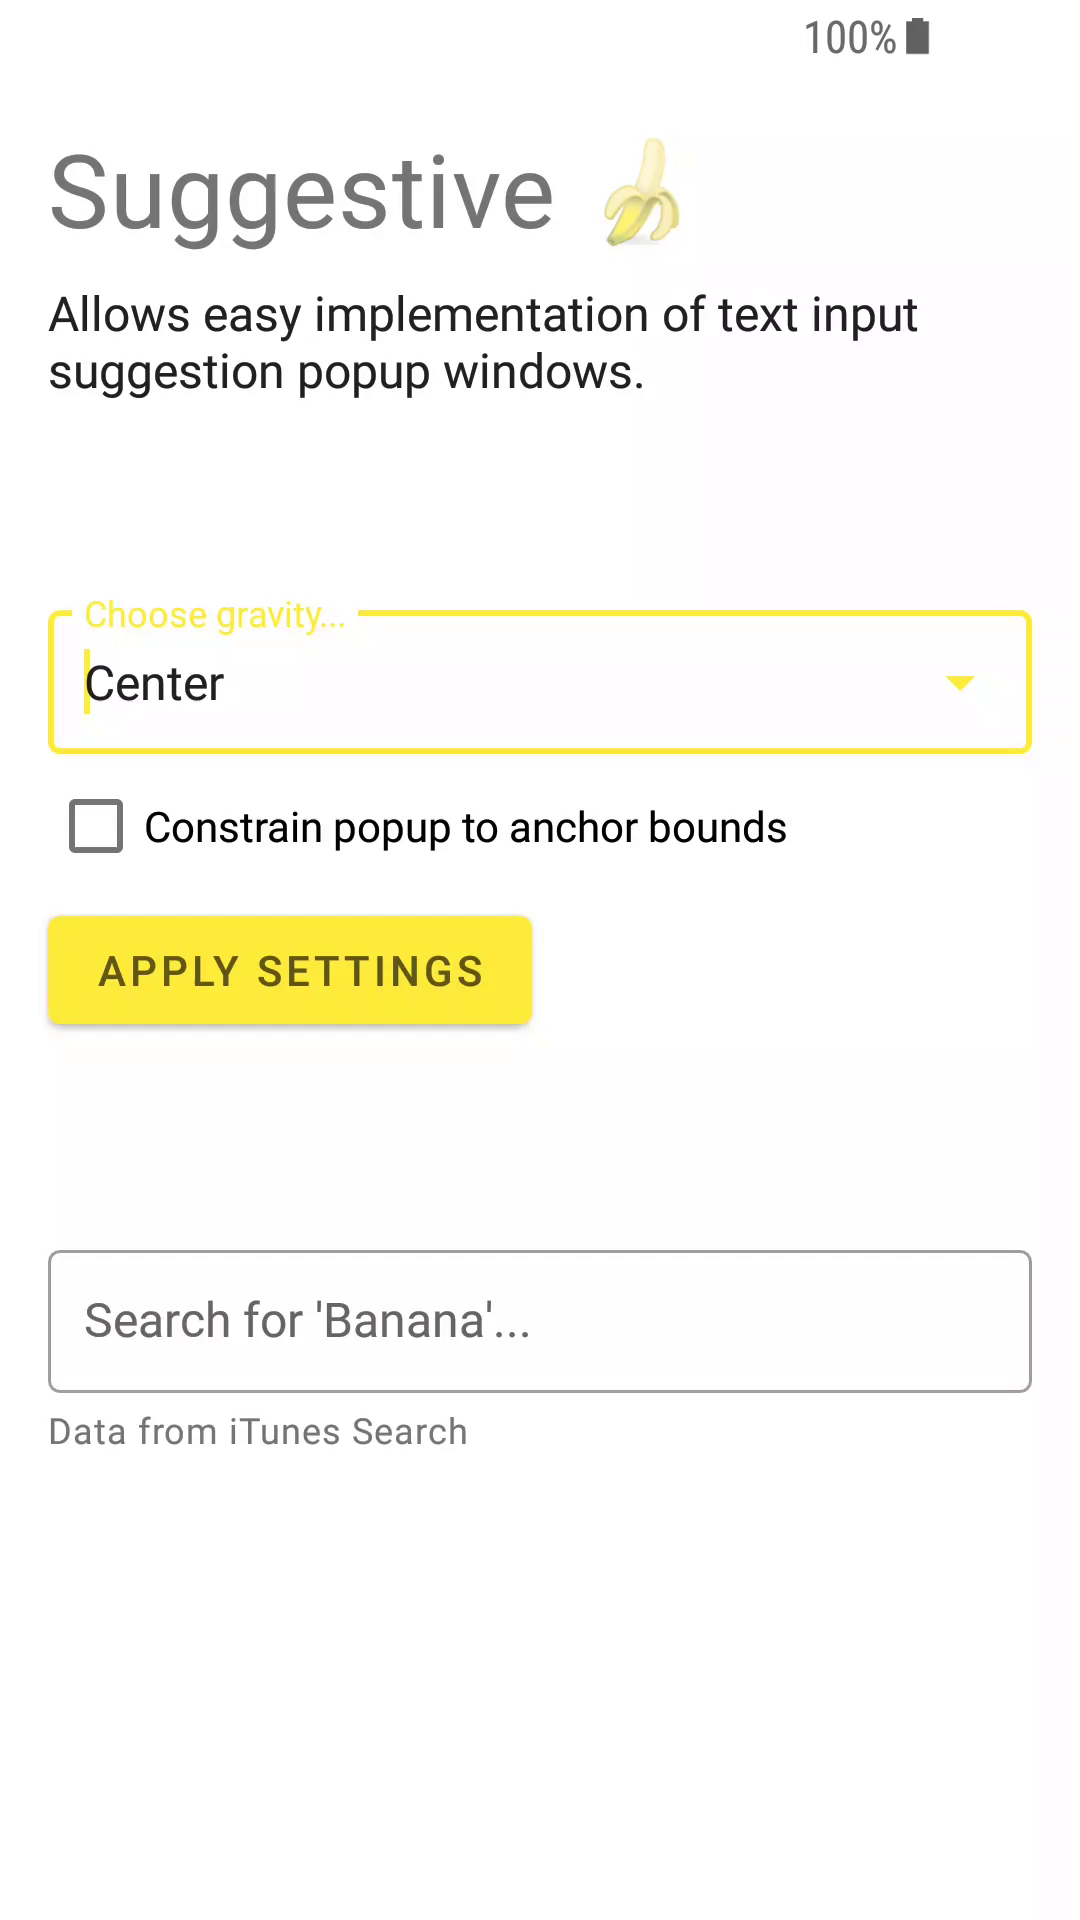 100%
Suggestive 🍌
Allows easy implementation of text input
suggestion popup windows.
Choose gravity...
Center
Constrain popup to anchor bounds
APPLY SETTINGS
Search for 'Banana'...
Data from iTunes Search